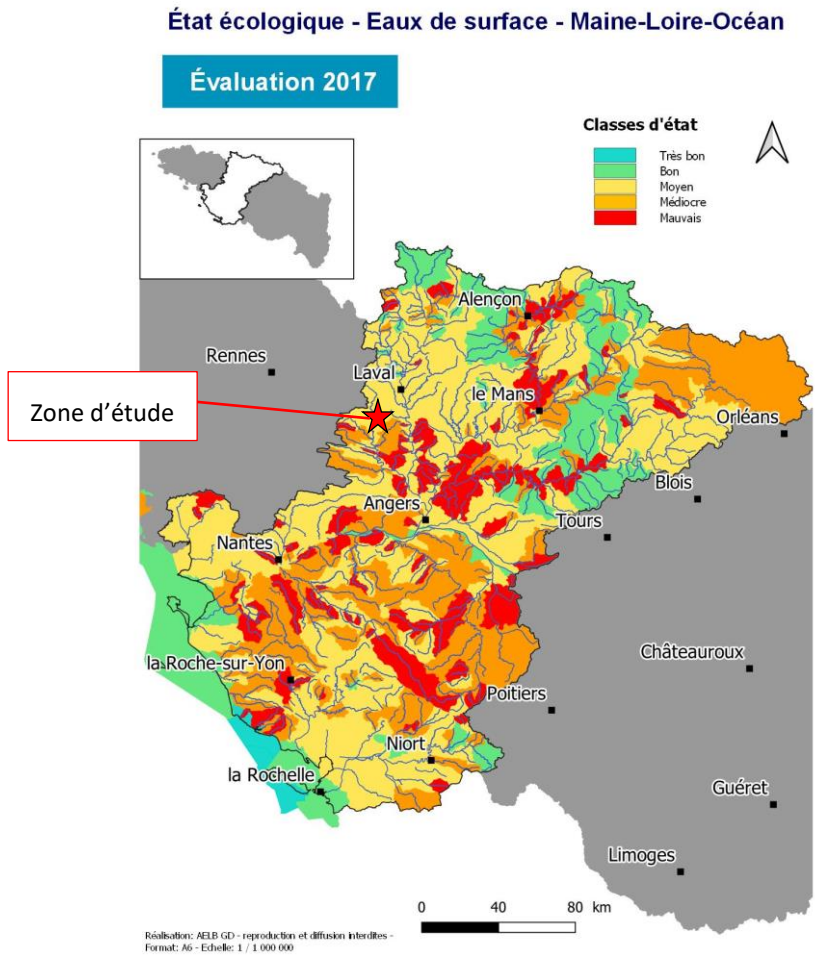 État écologique - Eaux de surface - Maine-Loire-Océan
Évaluation 2017
Classes d'état
Très bon
Bon
Moyen
Médiocre
Mauvais
Alençon
Rennes
Laval
le Mans
Zone d'étude
Orléans
Blois
Angers
Tours
Nantes
Châteauroux
la Roche-sur-Yon
Poitiers
Niort
la Rochelle
Guéret
Limoges
0 40 80 km
Réalisation: AELB GD - reproduction et diffusion interdites -
Format: A6 - Echelle: 1 / 1 000 000